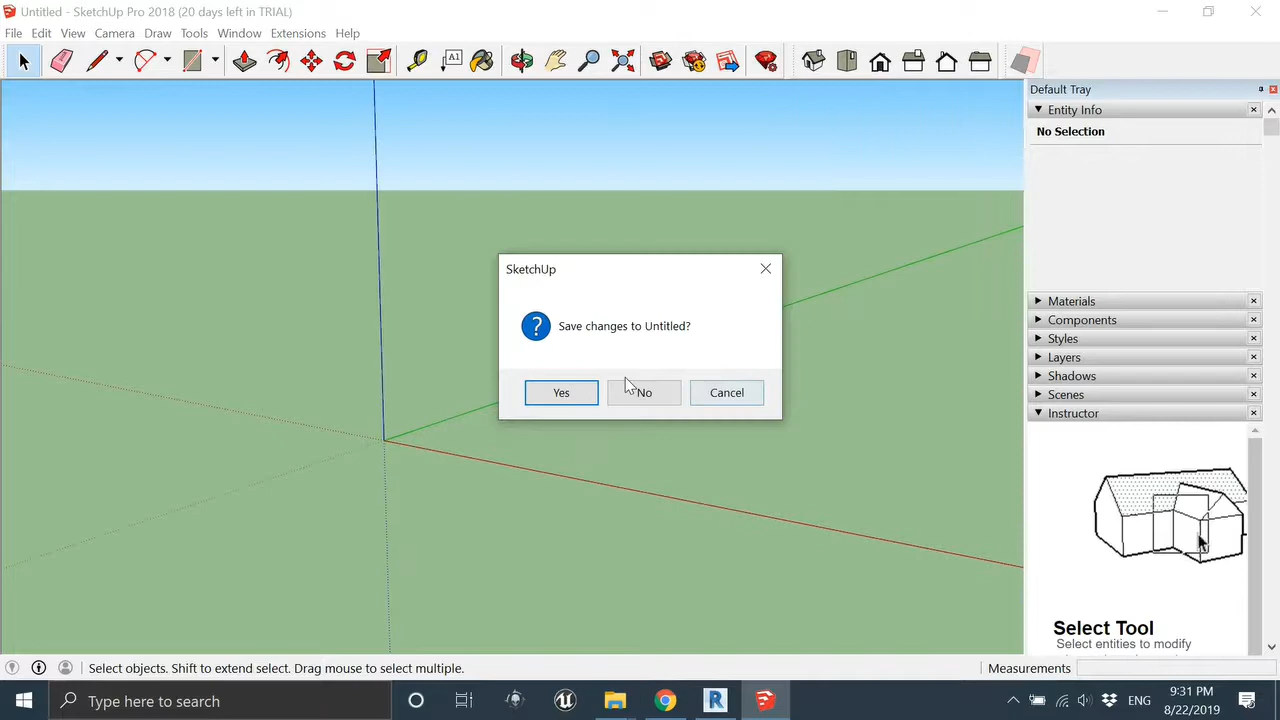 Untitled - SketchUp Pro 2018 (20 days left in TRIAL)
File Edit View Camera Draw Tools Window Extensions Help
A1
Default Tray
Entity Info
No Selection
SketchUp
? Save changes to Untitled?
Yes No Cancel
Materials
Components
Styles
Layers
Shadows
Scenes
Instructor
Select Tool
Select entities to modify
Select objects. Shift to extend select. Drag mouse to select multiple.
Measurements
Type here to search
R
ENG
9:31 PM
8/22/2019